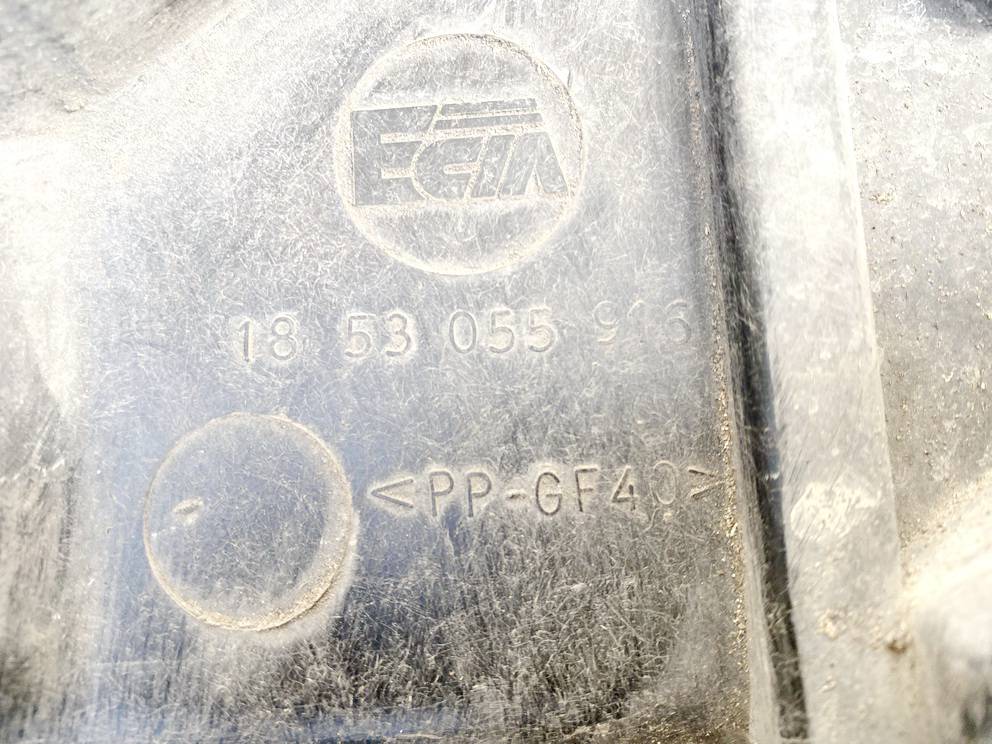 ECIA
18 53 055 916
<PP-GF40>